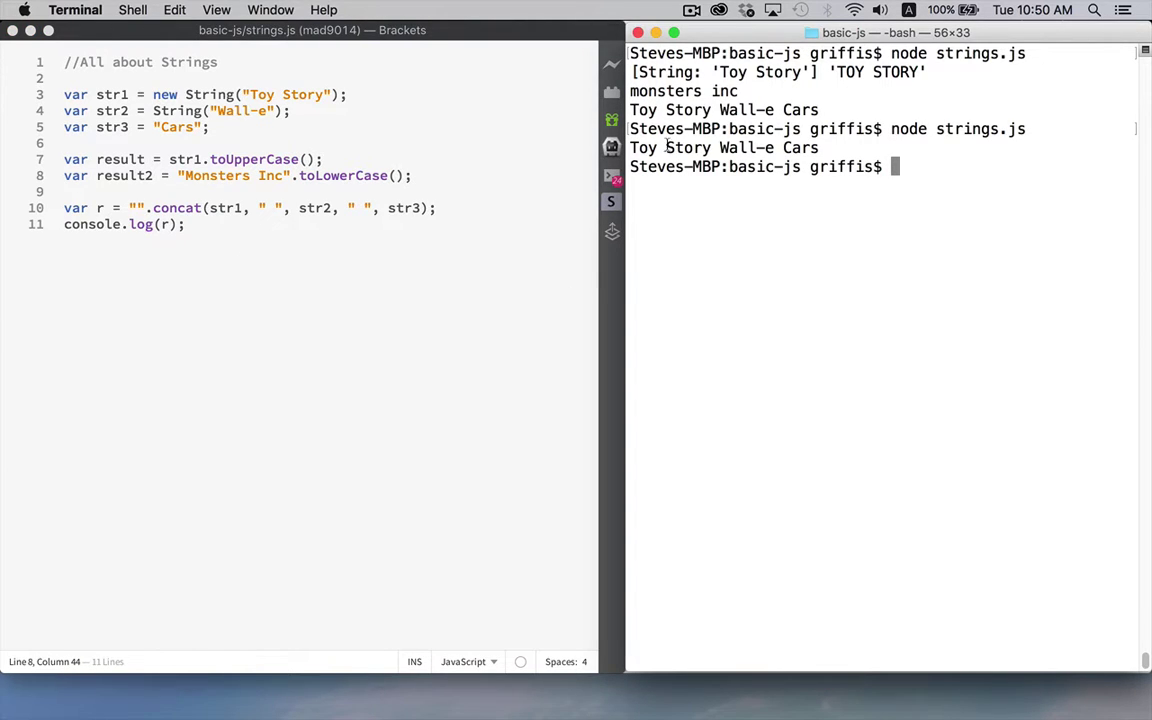 Terminal Shell Edit View Window Help 100% Tue 10:50 AM
basic-js/strings.js (mad9014) — Brackets
1 //All about Strings
2
3 var str1 = new String("Toy Story");
4 var str2 = String("Wall-e");
5 var str3 = "Cars";
6
7 var result = str1.toUpperCase();
8 var result2 = "Monsters Inc".toLowerCase();
9
10 var r = "".concat(str1, " ", str2, " ", str3);
11 console.log(r);
Line 8, Column 44 — 11 Lines
INS JavaScript Spaces: 4
24
S
basic-js — -bash — 56×33
Steves-MBP:basic-js griffis$ node strings.js
[String: 'Toy Story'] 'TOY STORY'
monsters inc
Toy Story Wall-e Cars
Steves-MBP:basic-js griffis$ node strings.js
Toy Story Wall-e Cars
Steves-MBP:basic-js griffis$